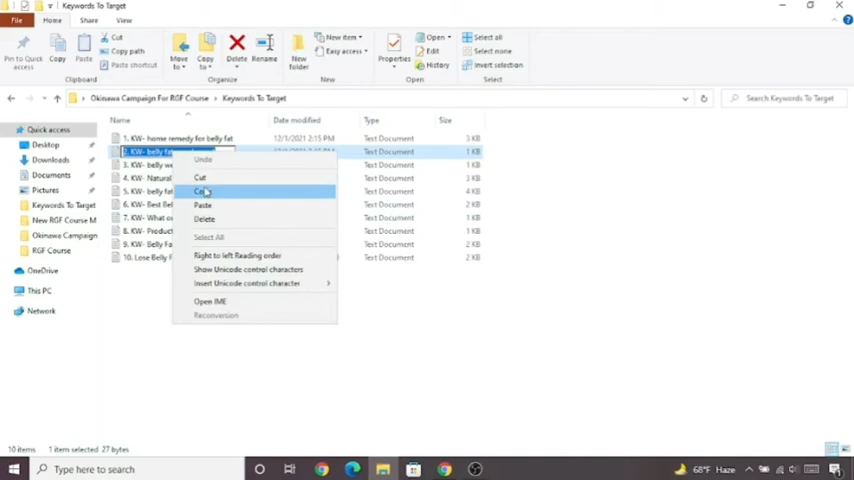 Keywords To Target
File
Home
Share
View
Pin to Quick access
Copy
Paste
Cut
Copy path
Paste shortcut
Clipboard
Move to
Copy to
Delete
Rename
Organize
New folder
New item
Easy access
New
Properties
Open
Edit
History
Open
Select all
Select none
Invert selection
Select
Okinawa Campaign For RGF Course > Keywords To Target
Search Keywords To Target
Name
Date modified
Type
Size
Quick access
Desktop
Downloads
Documents
Pictures
Keywords To Target
New RGF Course M
Okinawa Campaign
RGF Course
OneDrive
This PC
Network
1. KW- home remedy for belly fat 12/1/2021 2:15 PM Text Document 3 KB
2. KW- belly Text Document 1 KB
3. KW- belly Text Document 1 KB
4. KW- Natural Text Document 1 KB
5. KW- belly Text Document 4 KB
6. KW- Best Text Document 2 KB
7. KW- What Text Document 1 KB
8. KW- Product Text Document 1 KB
9. KW- Belly Text Document 2 KB
10. Lose Belly Text Document 2 KB
Undo
Cut
Copy
Paste
Delete
Select All
Right to left Reading order
Show Unicode control characters
Insert Unicode control character
Open IME
Reconversion
10 items 1 item selected 27 bytes
Type here to search
68°F Haze